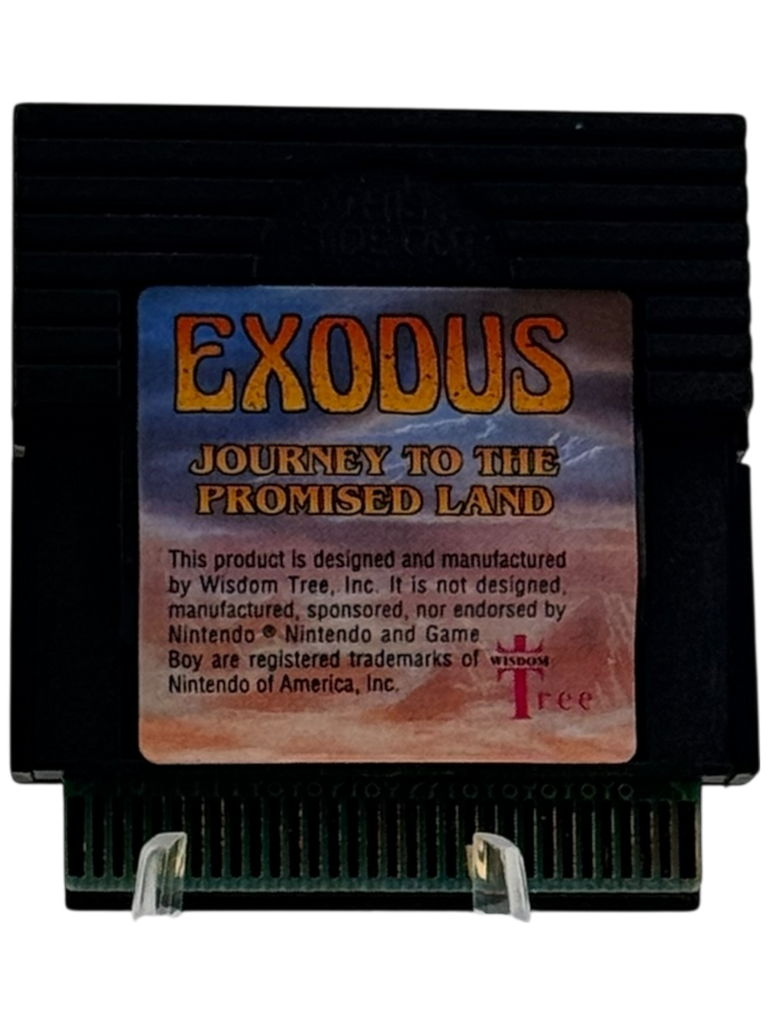 EXODUS
JOURNEY TO THE
PROMISED LAND
This product is designed and manufactured
by Wisdom Tree, Inc. It is not designed,
manufactured, sponsored, nor endorsed by
Nintendo ® Nintendo and Game
Boy are registered trademarks of
Nintendo of America, Inc.
WISDOM
Tree